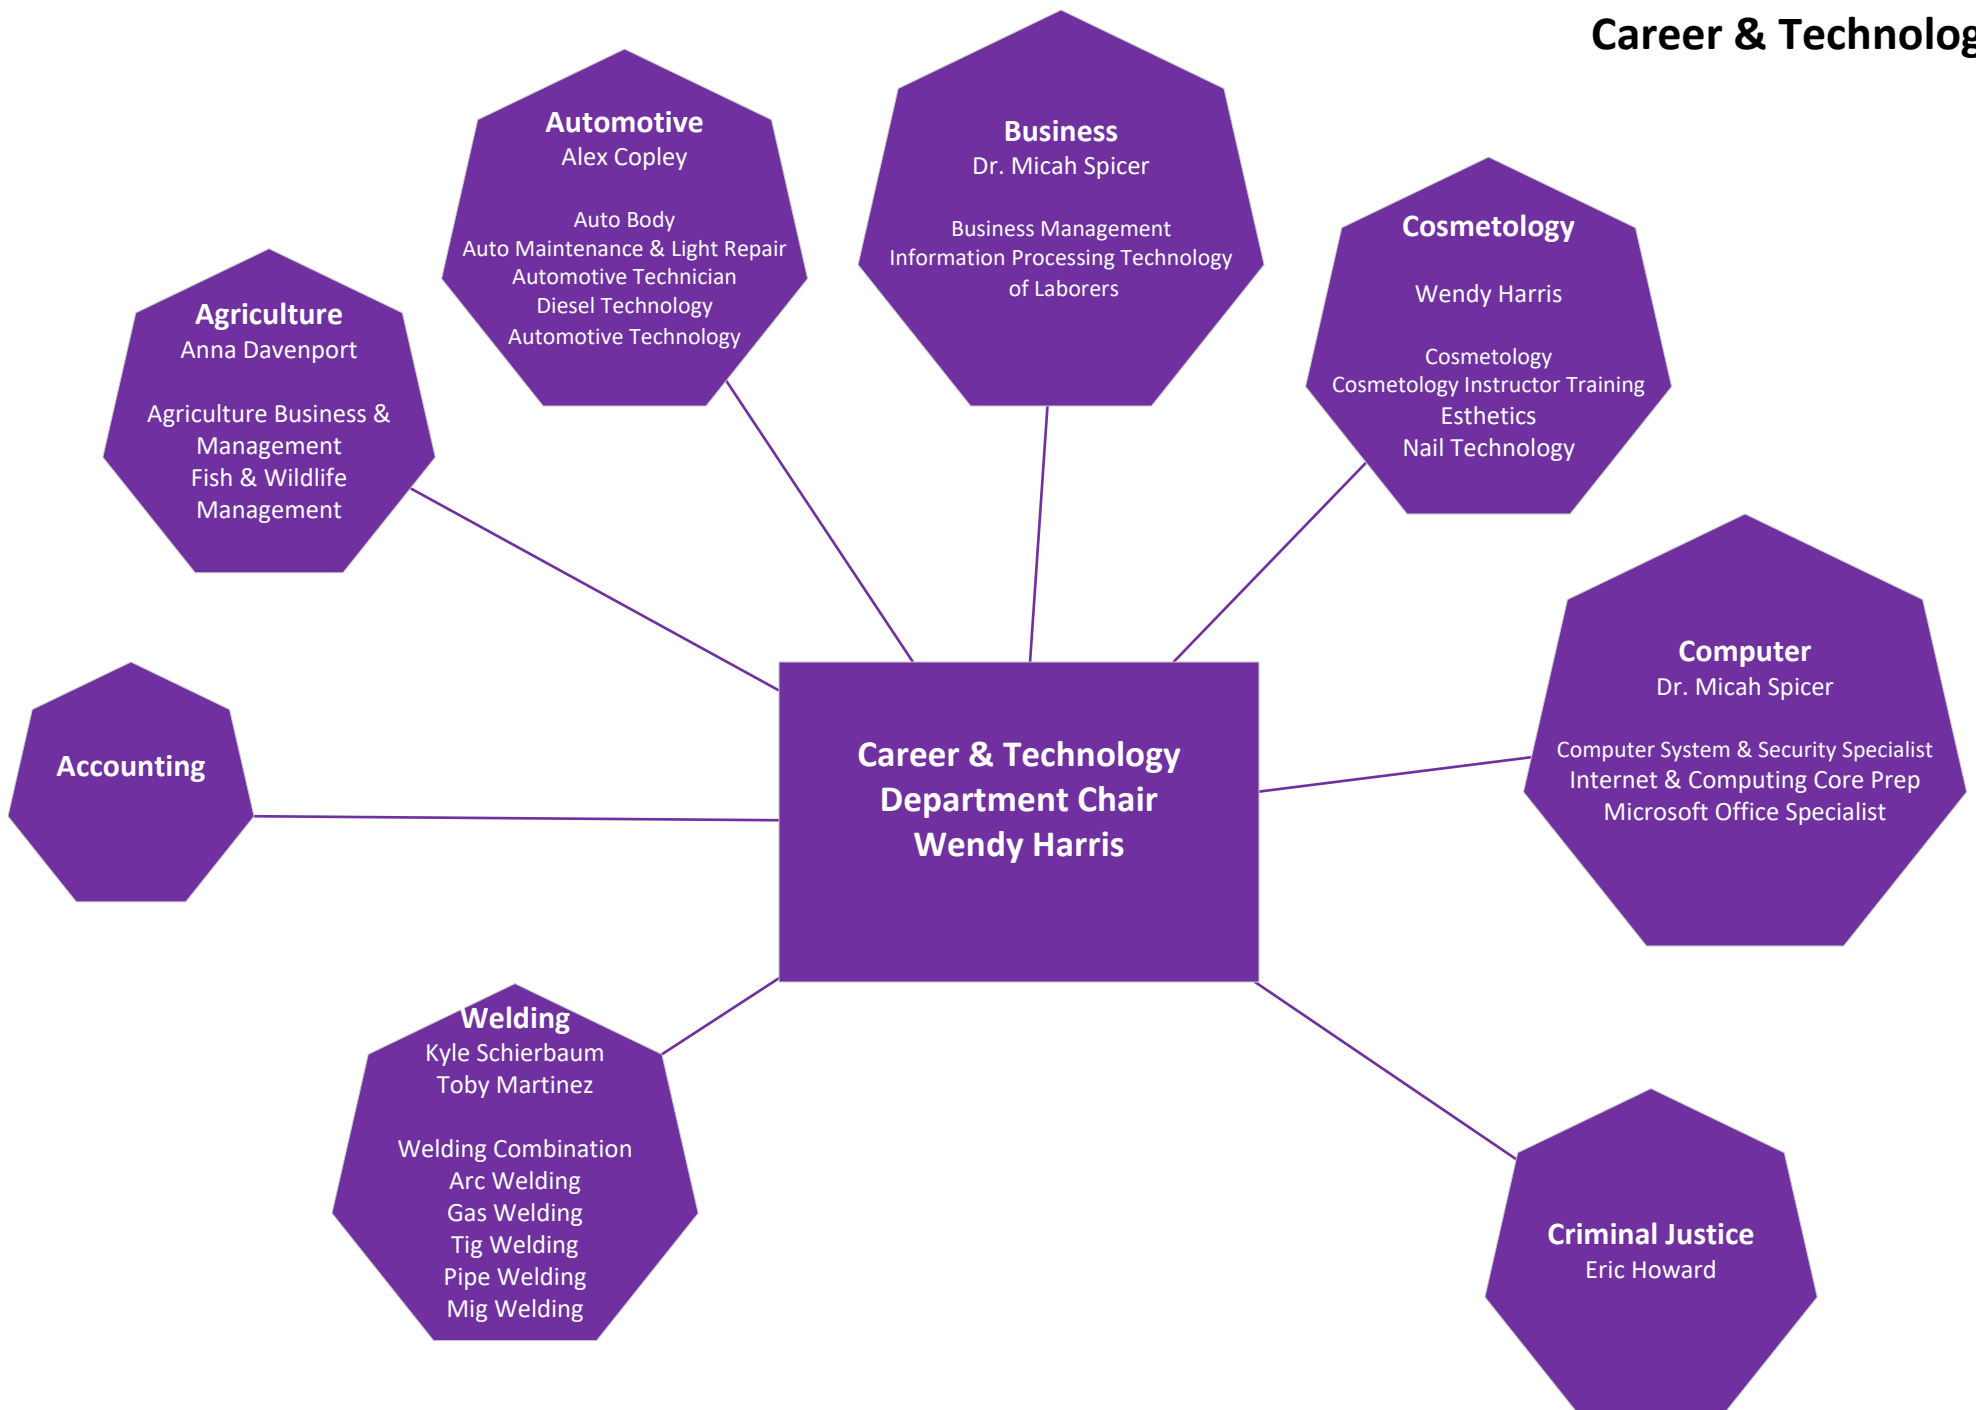 Career & Technolog
Automotive
Alex Copley
Auto Body
Auto Maintenance & Light Repair
Automotive Technician
Diesel Technology
Automotive Technology
Business
Dr. Micah Spicer
Business Management
Information Processing Technology
of Laborers
Cosmetology
Wendy Harris
Cosmetology
Cosmetology Instructor Training
Esthetics
Nail Technology
Agriculture
Anna Davenport
Agriculture Business &
Management
Fish & Wildlife
Management
Computer
Dr. Micah Spicer
Computer System & Security Specialist
Internet & Computing Core Prep
Microsoft Office Specialist
Accounting
Career & Technology
Department Chair
Wendy Harris
Welding
Kyle Schierbaum
Toby Martinez
Welding Combination
Arc Welding
Gas Welding
Tig Welding
Pipe Welding
Mig Welding
Criminal Justice
Eric Howard